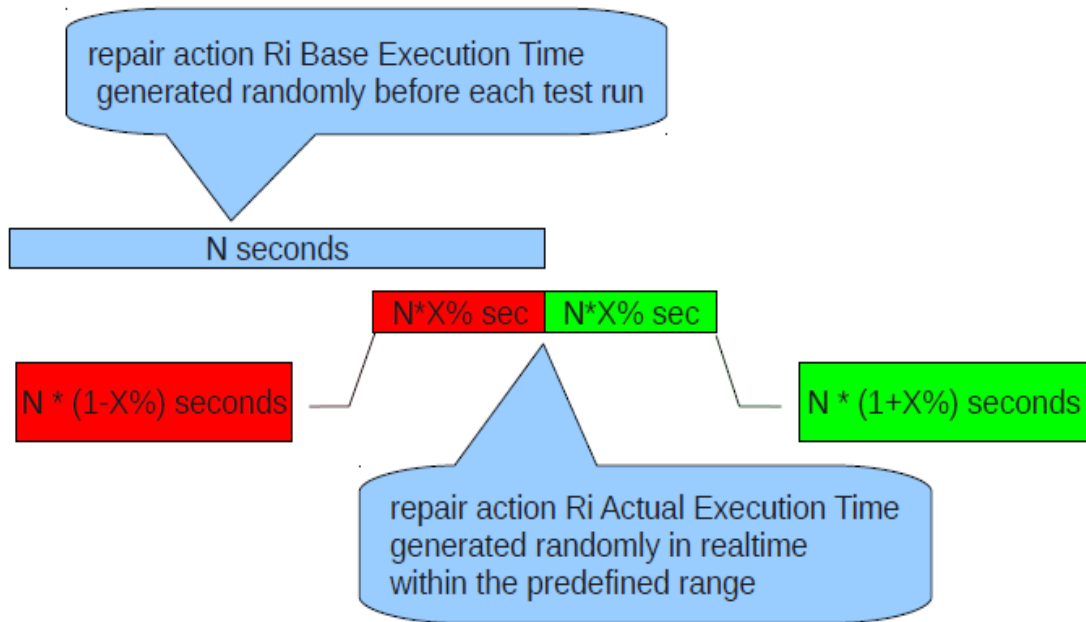 repair action Ri Base Execution Time
generated randomly before each test run
N seconds
N*X% sec
N*X% sec
N * (1-X%) seconds
N * (1+X%) seconds
repair action Ri Actual Execution Time
generated randomly in realtime
within the predefined range